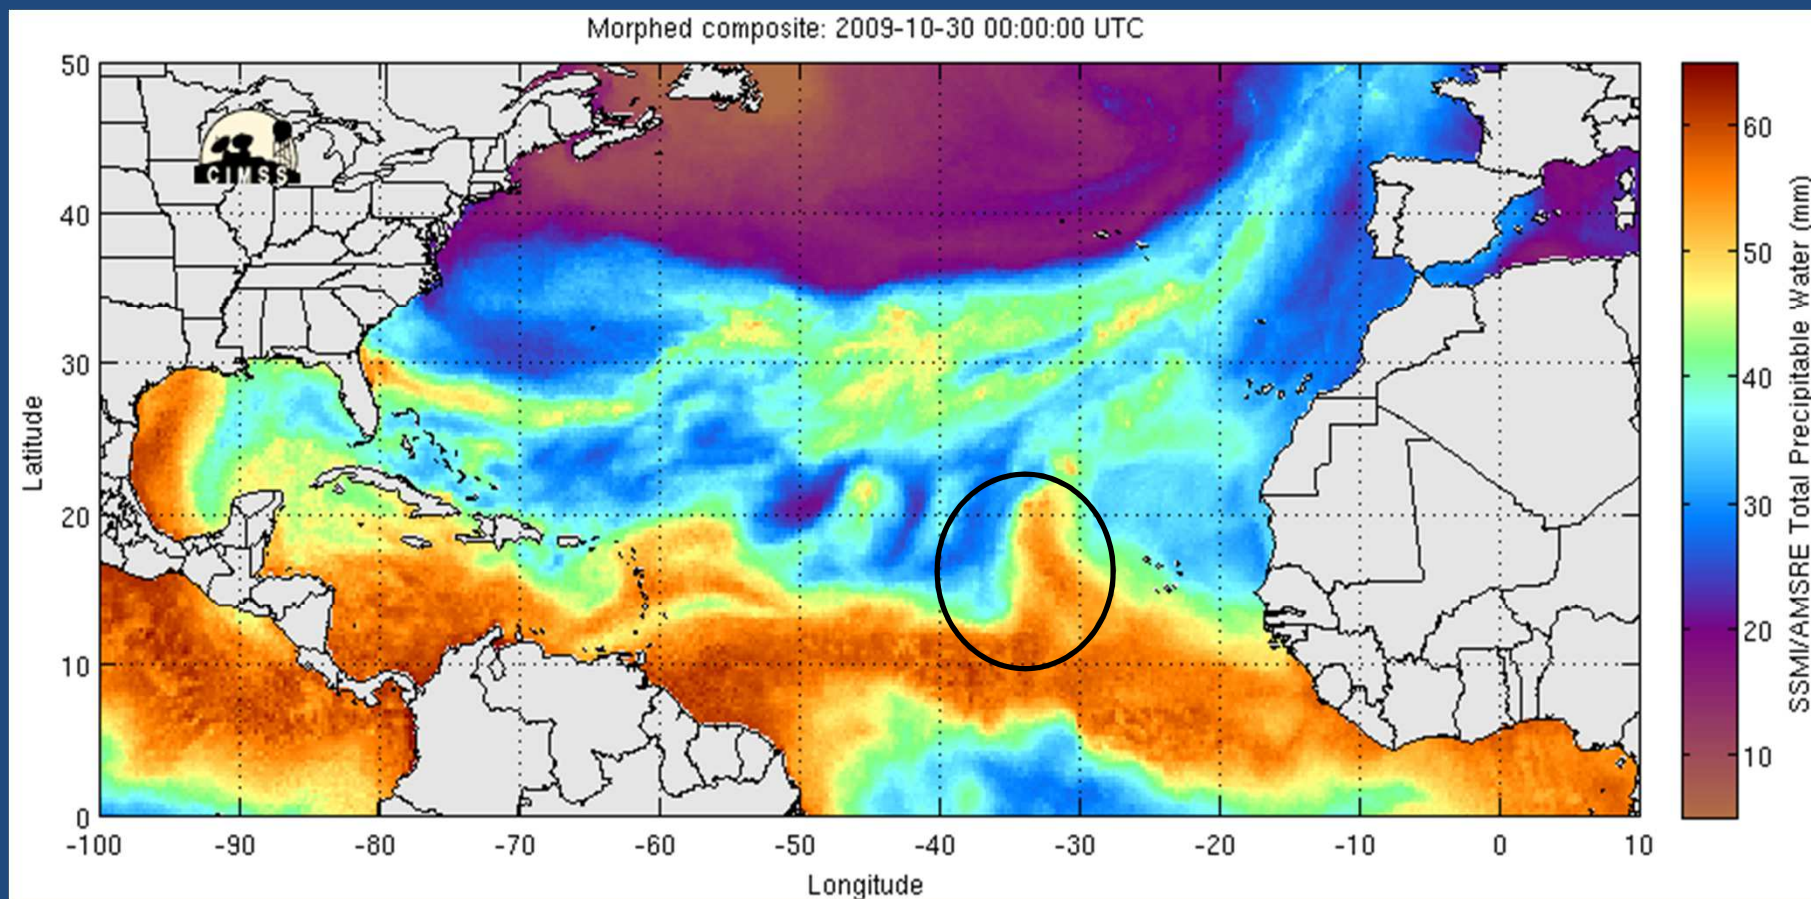 Morphed composite: 2009-10-30 00:00:00 UTC
CIMSS
50
40
30
20
10
0
Latitude
-100 -90 -80 -70 -60 -50 -40 -30 -20 -10 0 10
Longitude
60
50
40
30
20
10
SSMI/AMSRE Total Precipitable Water (mm)